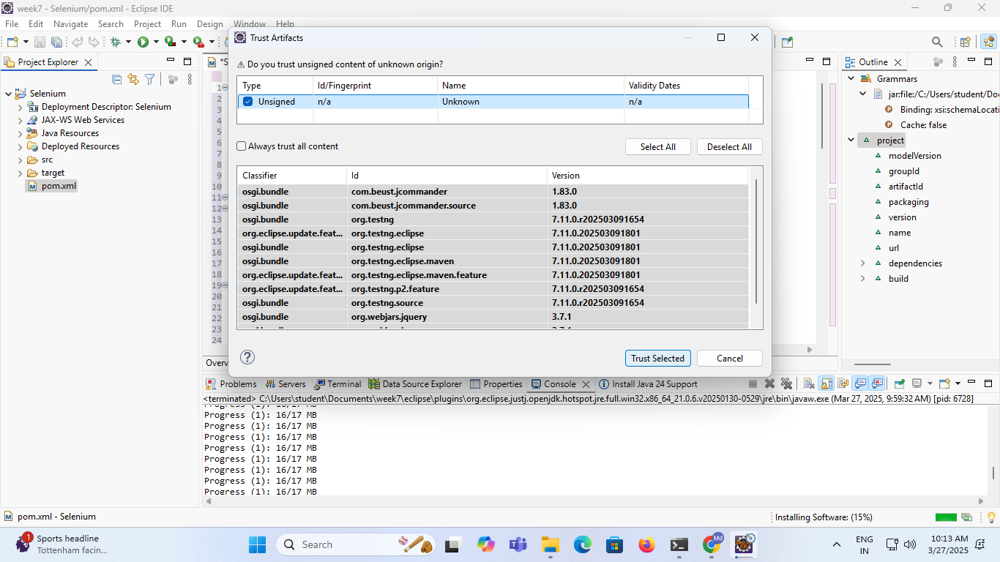 week7 - Selenium/pom.xml - Eclipse IDE
File Edit Navigate Search Project Run Design Window Help
Project Explorer
Selenium
Deployment Descriptor: Selenium
JAX-WS Web Services
Java Resources
Deployed Resources
src
target
pom.xml
1
2
3
4
5
6
7
8
9
10
11
12
13
14
15
16
17
18
19
20
21
22
23
24
Overv
Trust Artifacts
Do you trust unsigned content of unknown origin?
Type Id/Fingerprint Name Validity Dates
Unsigned n/a Unknown n/a
Always trust all content
Select All Deselect All
Classifier Id Version
osgi.bundle com.beust.jcommander 1.83.0
osgi.bundle com.beust.jcommander.source 1.83.0
osgi.bundle org.testng 7.11.0.r202503091654
org.eclipse.update.feat... org.testng.eclipse 7.11.0.202503091801
osgi.bundle org.testng.eclipse 7.11.0.202503091801
osgi.bundle org.testng.eclipse.maven 7.11.0.202503091801
org.eclipse.update.feat... org.testng.eclipse.maven.feature 7.11.0.202503091801
org.eclipse.update.feat... org.testng.p2.feature 7.11.0.r202503091654
osgi.bundle org.testng.source 7.11.0.r202503091654
osgi.bundle org.webjars.jquery 3.7.1
Trust Selected Cancel
Outline
Grammars
jar:file:/C:/Users/student/Doc
Binding: xsi:schemaLocati
Cache: false
project
modelVersion
groupId
artifactId
packaging
version
name
url
dependencies
build
Problems Servers Terminal Data Source Explorer Properties Console Install Java 24 Support
<terminated> C:\Users\student\Documents\week7\eclipse\plugins\org.eclipse.justj.openjdk.hotspot.jre.full.win32.x86_64_21.0.6.v20250130-0529\jre\bin\javaw.exe (Mar 27, 2025, 9:59:32 AM) [pid: 6728]
Progress (1): 16/17 MB
Progress (1): 16/17 MB
Progress (1): 16/17 MB
Progress (1): 16/17 MB
Progress (1): 16/17 MB
Progress (1): 16/17 MB
Progress (1): 16/17 MB
Progress (1): 16/17 MB
pom.xml - Selenium
Installing Software: (15%)
1
Sports headline
Tottenham facin...
Search
Md
ENG
IN
10:13 AM
3/27/2025